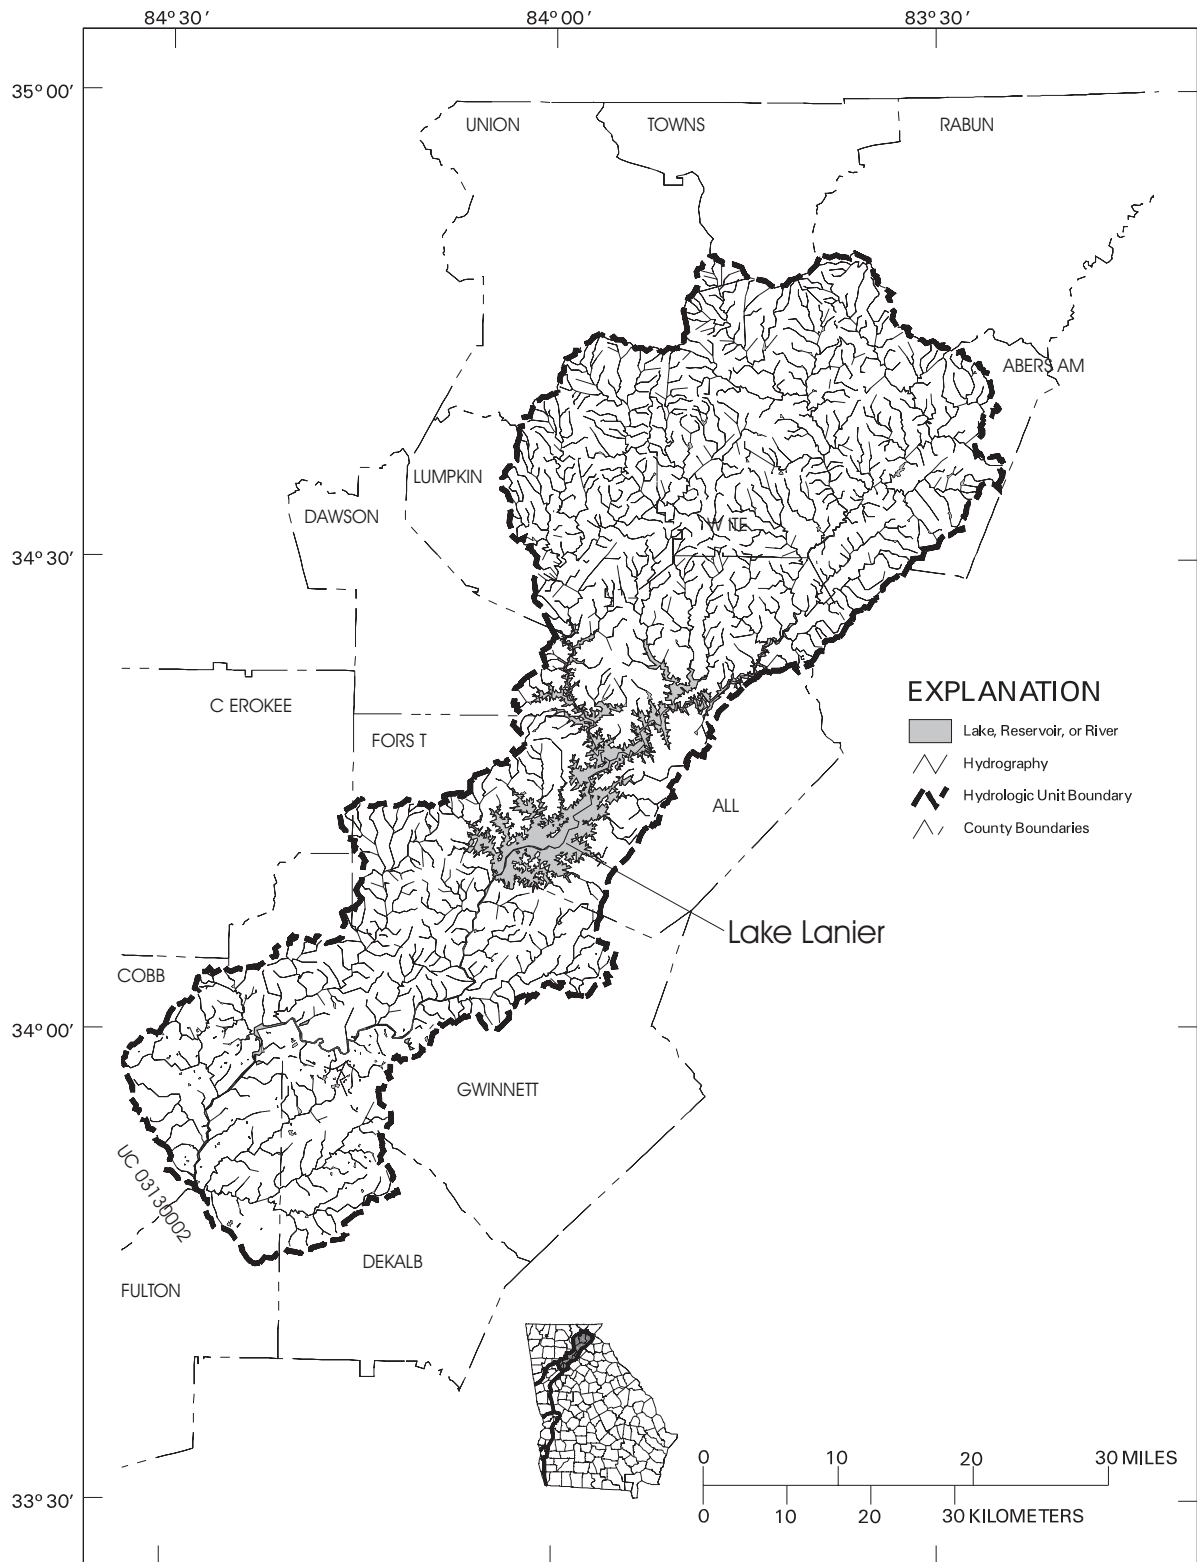 84° 30′ 84° 00′ 83° 30′
35° 00′
UNION TOWNS RABUN
ABERS AM
LUMPKIN
DAWSON
W ITE
34° 30′
C EROKEE
FORS T
EXPLANATION
Lake, Reservoir, or River
Hydrography
Hydrologic Unit Boundary
County Boundaries
ALL
Lake Lanier
COBB
34° 00′
GWINNETT
UC 03130002
DEKALB
FULTON
0 10 20 30 MILES
0 10 20 30 KILOMETERS
33° 30′